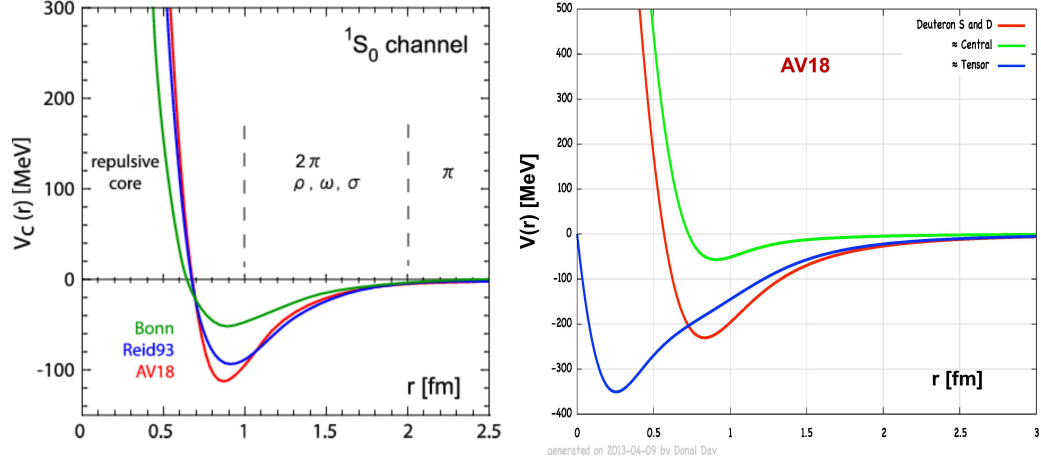 300
200
100
0
-100
V_C (r) [MeV]
¹S₀ channel
repulsive
core
2π
ρ , ω, σ
π
Bonn
Reid93
AV18
r [fm]
0 0.5 1 1.5 2 2.5
500
400
300
200
100
0
-100
-200
-300
-400
V(r) [MeV]
Deuteron S and D
≈ Central
≈ Tensor
AV18
r [fm]
0 0.5 1 1.5 2 2.5 3
generated on 2013-04-09 by Donal Day